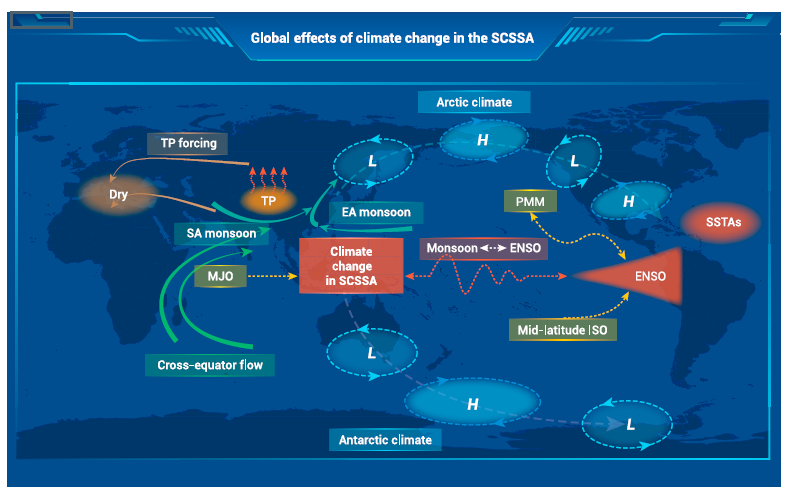 Global effects of climate change in the SCSSA
Arctic climate
TP forcing
H
L
L
Dry
TP
H
PMM
EA monsoon
SSTAs
SA monsoon
Climate
change
in SCSSA
Monsoon ENSO
MJO
ENSO
Mid-latitude ISO
L
Cross-equator flow
H
L
Antarctic climate